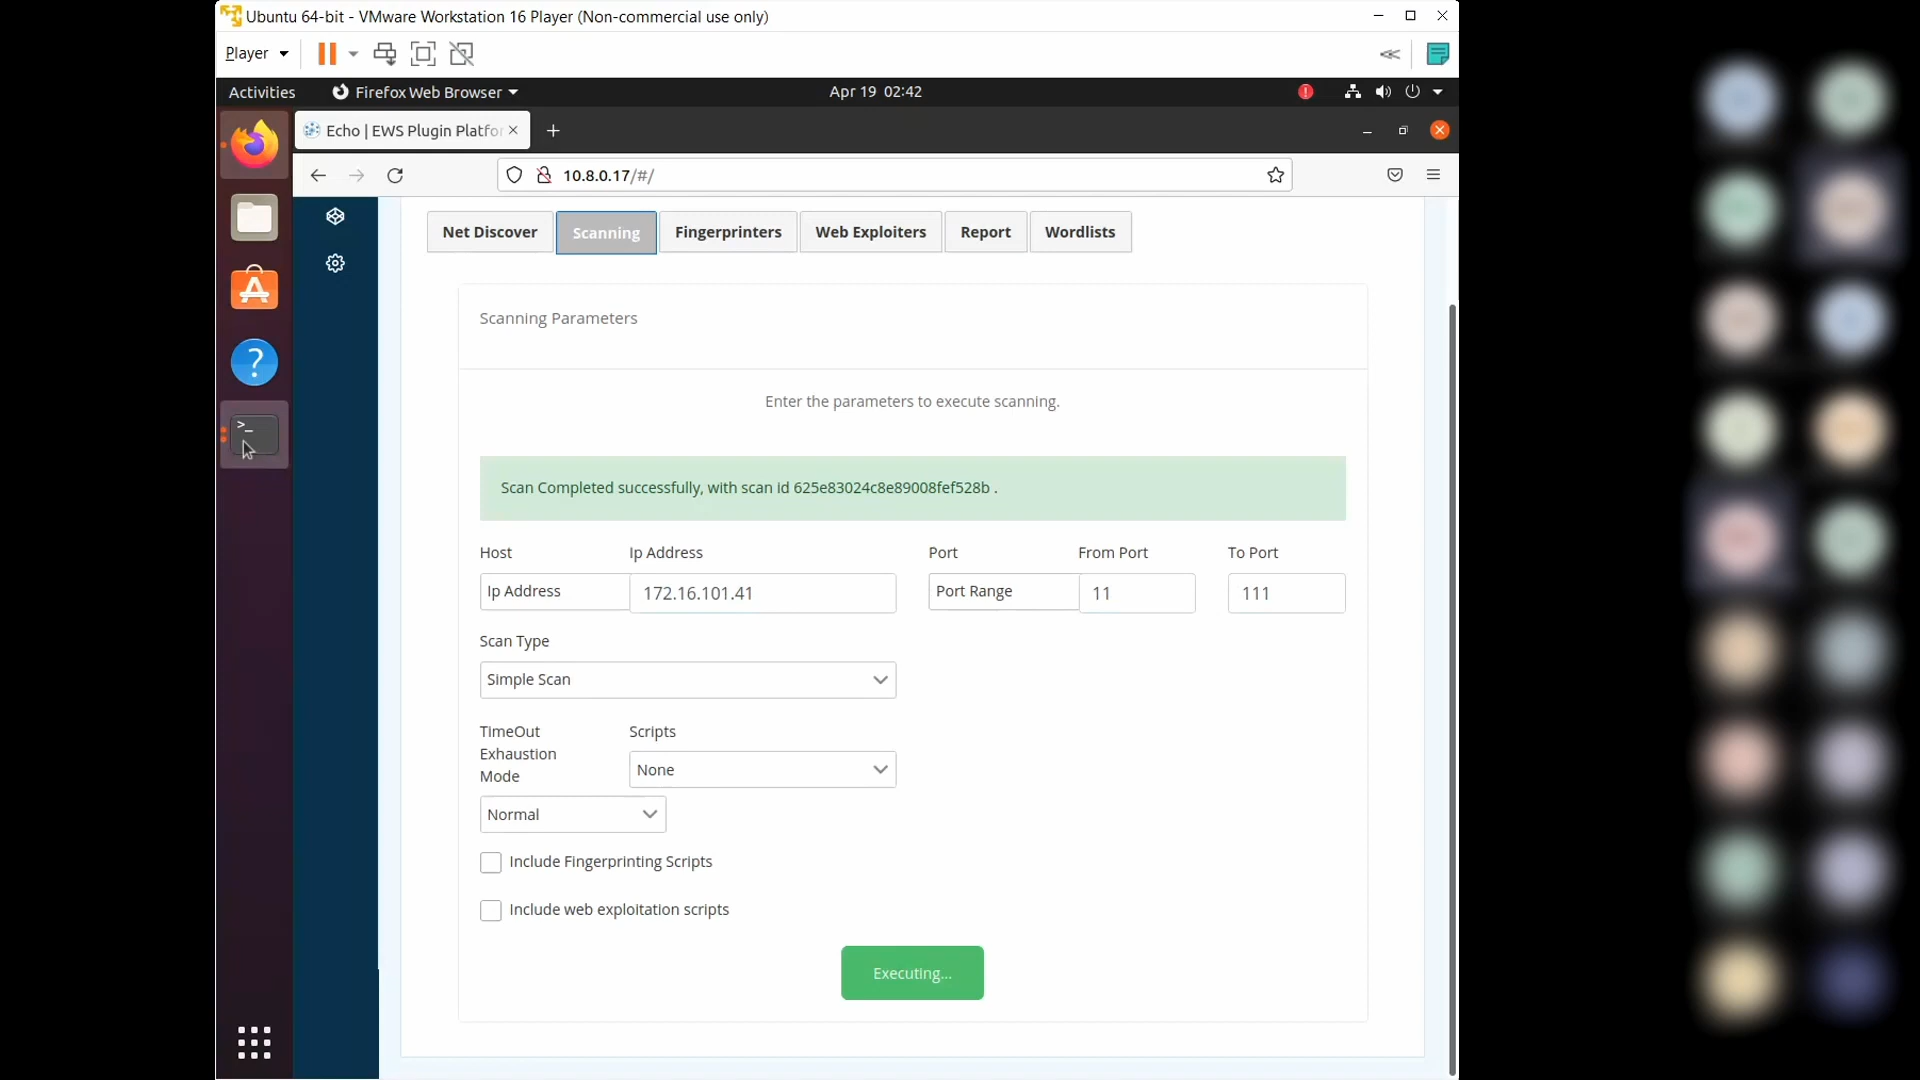 Ubuntu 64-bit - VMware Workstation 16 Player (Non-commercial use only)
Player
Activities
Firefox Web Browser
Apr 19 02:42
Echo | EWS Plugin Platfor
10.8.0.17/#/
Net Discover
Scanning
Fingerprinters
Web Exploiters
Report
Wordlists
Scanning Parameters
Enter the parameters to execute scanning.
Scan Completed successfully, with scan id 625e83024c8e89008fef528b .
Host
Ip Address
Port
From Port
To Port
Ip Address
172.16.101.41
Port Range
11
111
Scan Type
Simple Scan
TimeOut
Exhaustion
Mode
Scripts
None
Normal
Include Fingerprinting Scripts
Include web exploitation scripts
Executing...